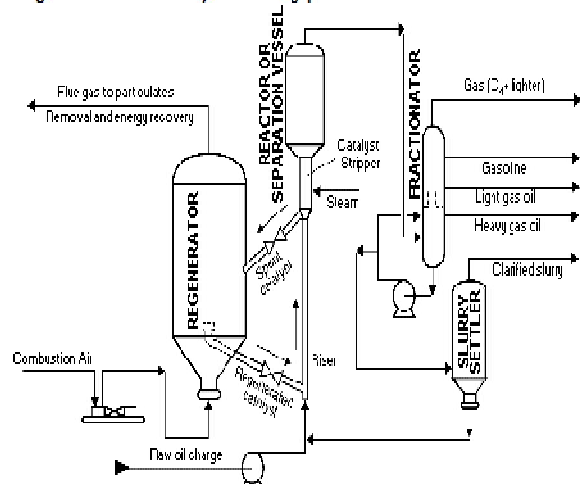 Flue gas to particulates
Removal and energy recovery
REACTOR OR
SEPARATION VESSEL
FRACTIONATOR
Gas (C4+ lighter)
Catalyst
Stripper
Steam
Gasoline
Light gas oil
Heavy gas oil
REGENERATOR
Spent
catalyst
Clarified slurry
SLURRY
SETTLER
Combustion Air
Riser
Regenerated
catalyst
Raw oil charge